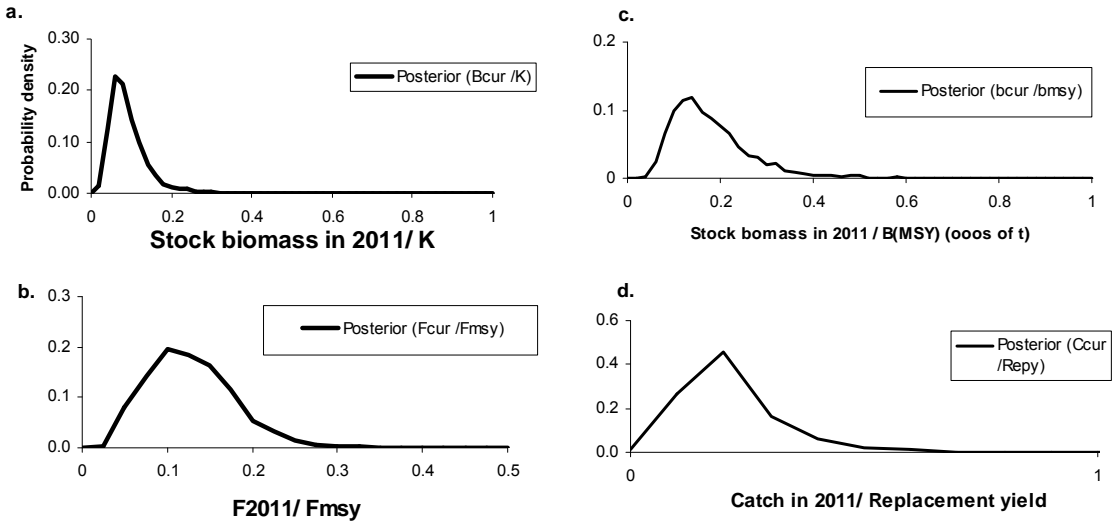 a.
Probability density
0.30
0.20
0.10
0.00
0 0.2 0.4 0.6 0.8 1
Posterior (Bcur /K)
Stock biomass in 2011/ K
c.
0.2
0.1
0
0 0.2 0.4 0.6 0.8 1
Posterior (bcur /bmsy)
Stock bomass in 2011 / B(MSY) (ooos of t)
b.
0.3
0.2
0.1
0.0
0 0.1 0.2 0.3 0.4 0.5
Posterior (Fcur /Fmsy)
F2011/ Fmsy
d.
0.6
0.4
0.2
0.0
0 1
Posterior (Ccur
/Repy)
Catch in 2011/ Replacement yield